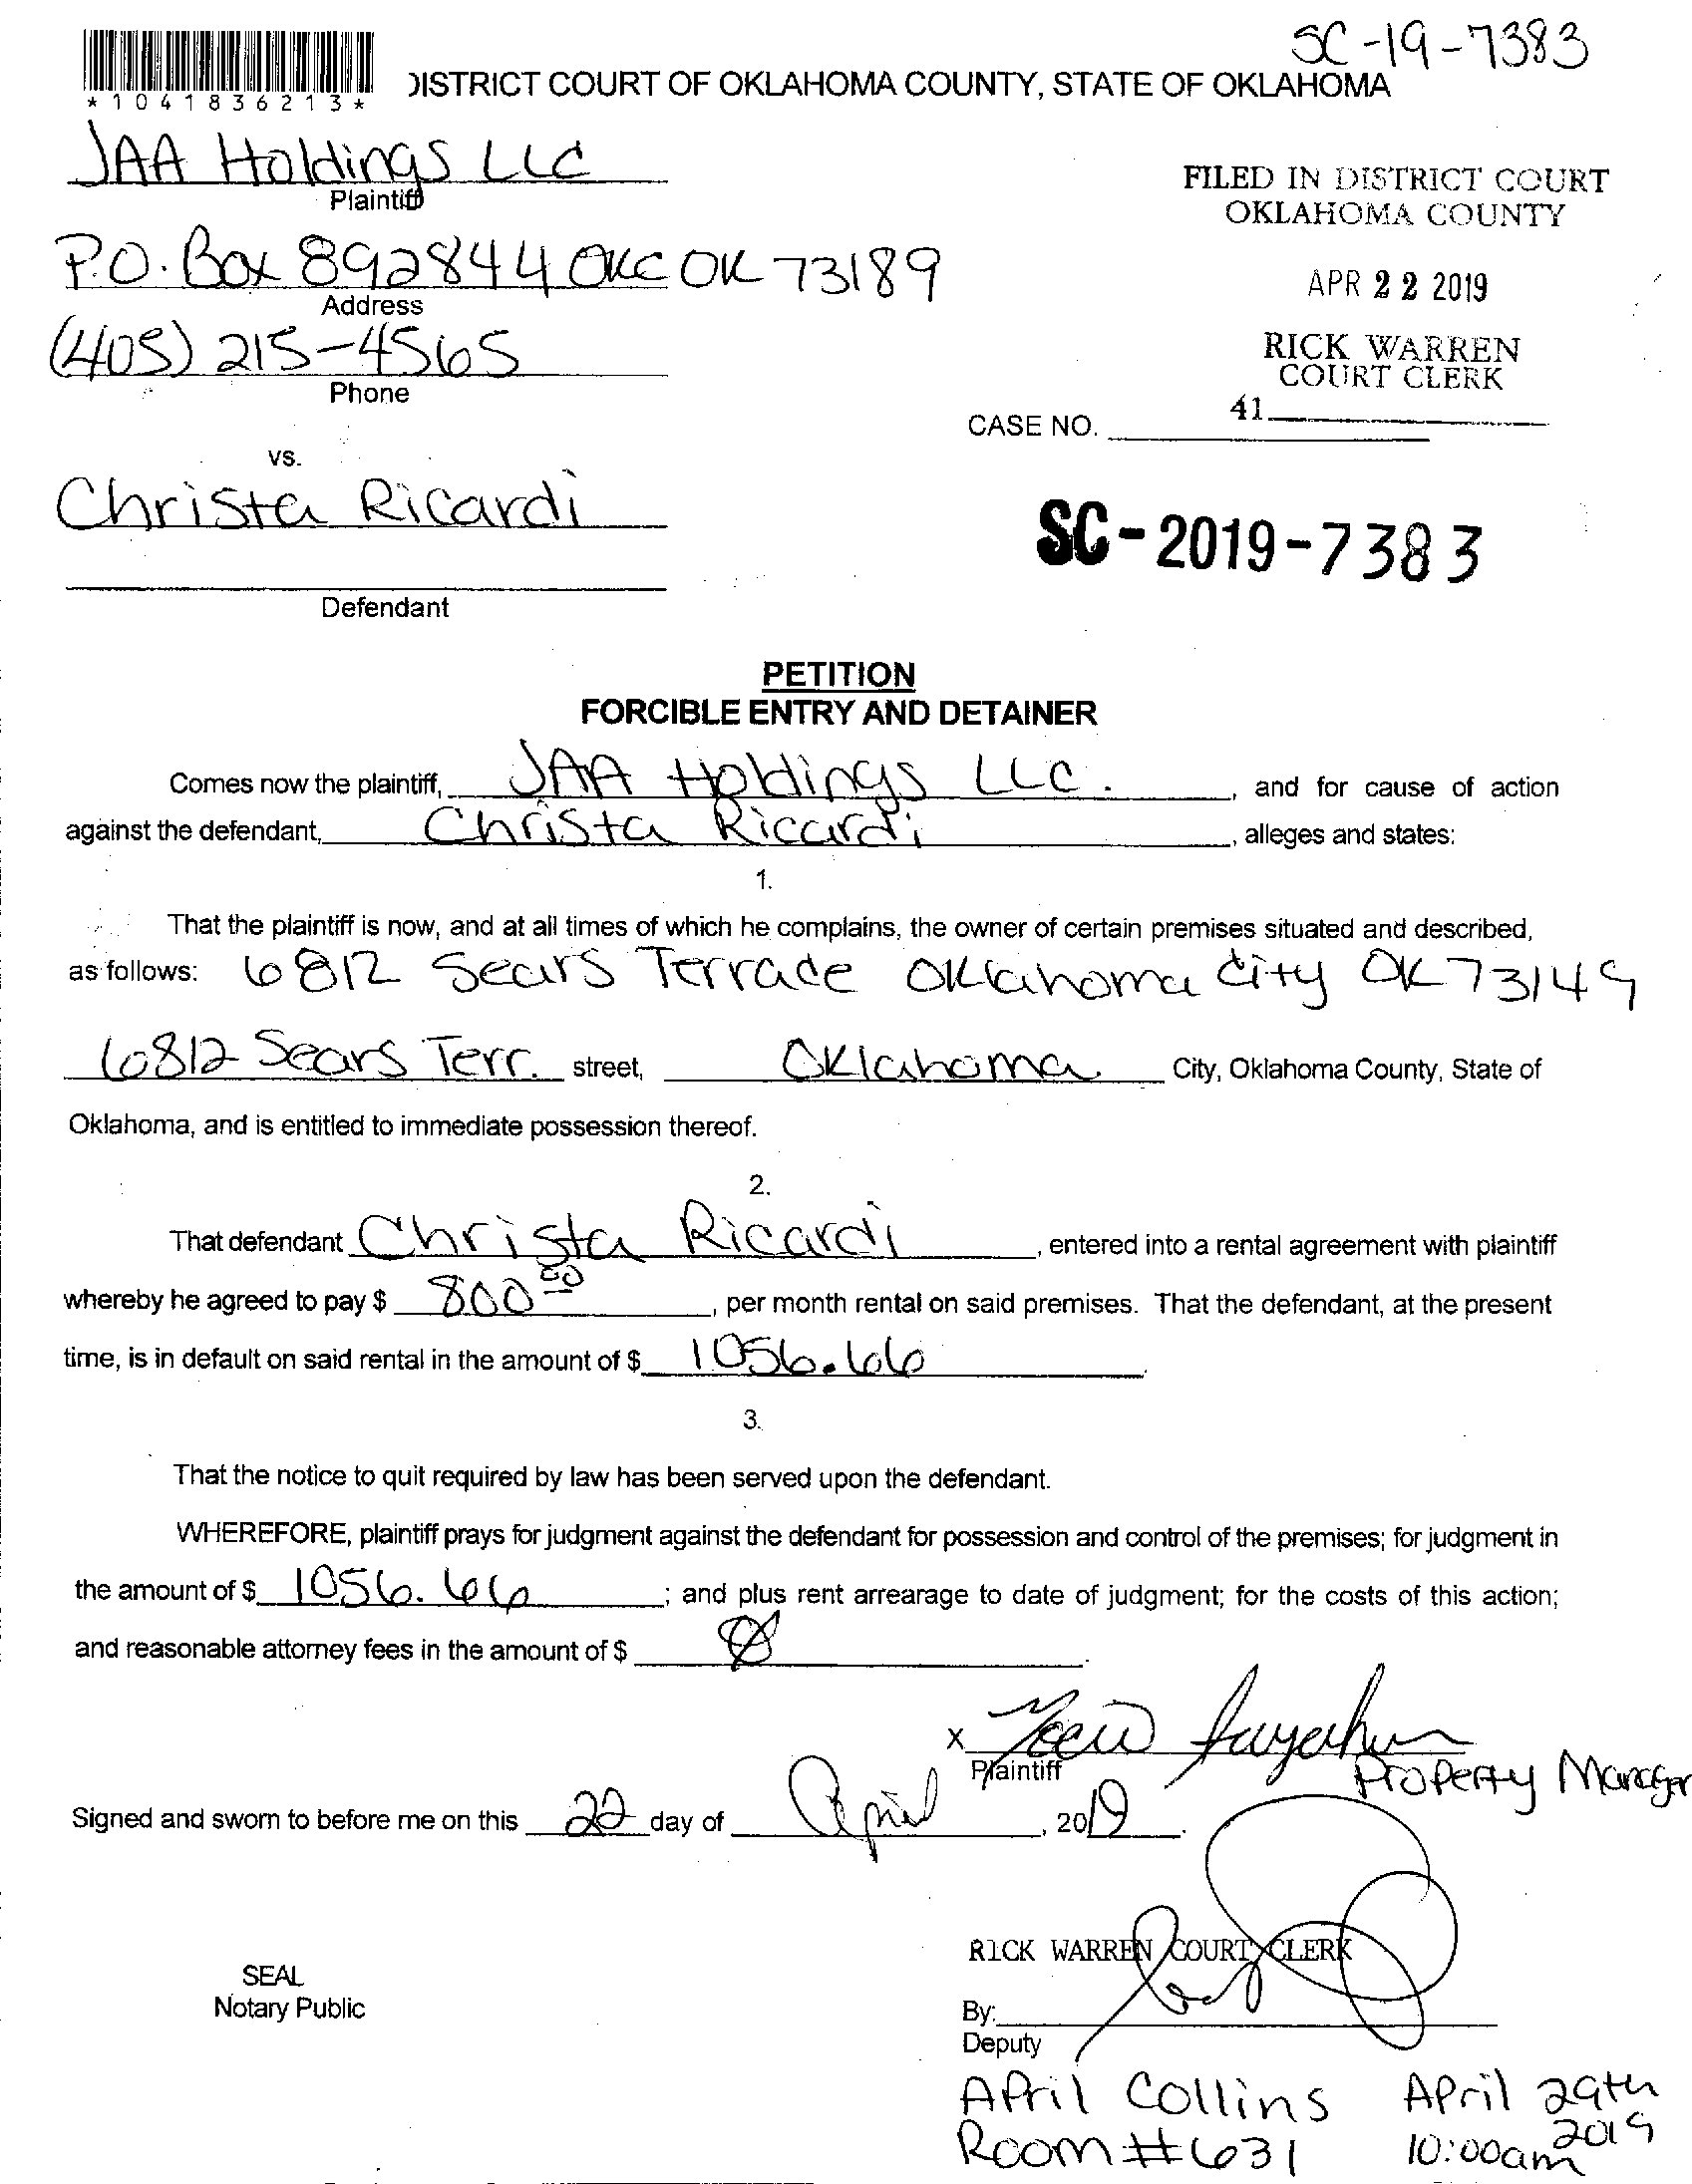 SC-19-7383
*1041836213*
DISTRICT COURT OF OKLAHOMA COUNTY, STATE OF OKLAHOMA
JAA Holdings LLC
Plaintiff
FILED IN DISTRICT COURT
OKLAHOMA COUNTY
P.O. Box 892844 OKC OK 73189
Address
APR 22 2019
(405) 215-4565
Phone
RICK WARREN
COURT CLERK
41
CASE NO.
vs.
Christa Ricardi
SC-2019-7383
Defendant
PETITION
FORCIBLE ENTRY AND DETAINER
Comes now the plaintiff, JAA Holdings LLC. , and for cause of action
against the defendant, Christa Ricardi , alleges and states:
1.
That the plaintiff is now, and at all times of which he complains, the owner of certain premises situated and described,
as follows: 6812 Sears Terrace Oklahoma City OK 73149
6812 Sears Terr. street, Oklahoma City, Oklahoma County, State of
Oklahoma, and is entitled to immediate possession thereof.
2.
That defendant Christa Ricardi , entered into a rental agreement with plaintiff
whereby he agreed to pay $ 800 00 , per month rental on said premises. That the defendant, at the present
time, is in default on said rental in the amount of $ 1056.66 .
3.
That the notice to quit required by law has been served upon the defendant.
WHEREFORE, plaintiff prays for judgment against the defendant for possession and control of the premises; for judgment in
the amount of $ 1056.66 ; and plus rent arrearage to date of judgment; for the costs of this action;
and reasonable attorney fees in the amount of $ .
X
Plaintiff
Property Manager
Signed and sworn to before me on this 22 day of April , 2019 .
RICK WARREN COURT CLERK
SEAL
Notary Public
By:
Deputy
April Collins April 29th
2019
Room #631 10:00am